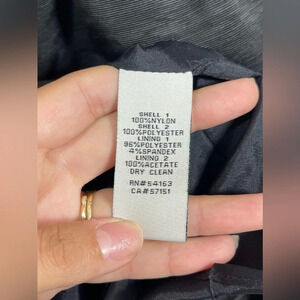 SHELL 1
100%NYLON
SHELL 2
100%POLYESTER
LINING 1
96%POLYESTER
4%SPANDEX
LINING 2
100%ACETATE
DRY CLEAN
RN#54163
CA#57151